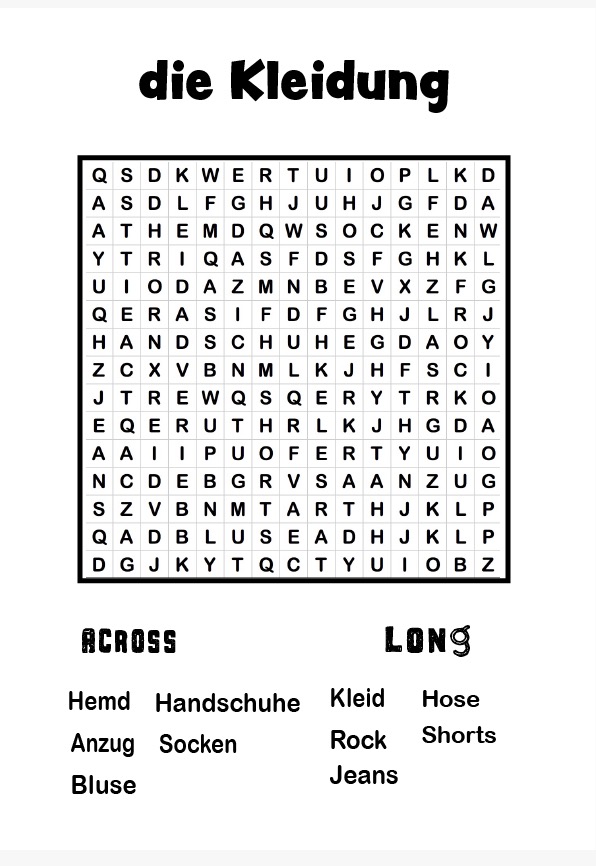 die Kleidung
Q S D K W E R T U I O P L K D
A S D L F G H J U H J G F D A
A T H E M D Q W S O C K E N W
Y T R I Q A S F D S F G H K L
U I O D A Z M N B E V X Z F G
Q E R A S I F D F G H J L R J
H A N D S C H U H E G D A O Y
Z C X V B N M L K J H F S C I
J T R E W Q S Q E R Y T R K O
E Q E R U T H R L K J H G D A
A A I I P U O F E R T Y U I O
N C D E B G R V S A A N Z U G
S Z V B N M T A R T H J K L P
Q A D B L U S E A D H J K L P
D G J K Y T Q C T Y U I O B Z
ACROSS LONg
Hemd Handschuhe Kleid Hose
Anzug Socken Rock Shorts
Bluse Jeans